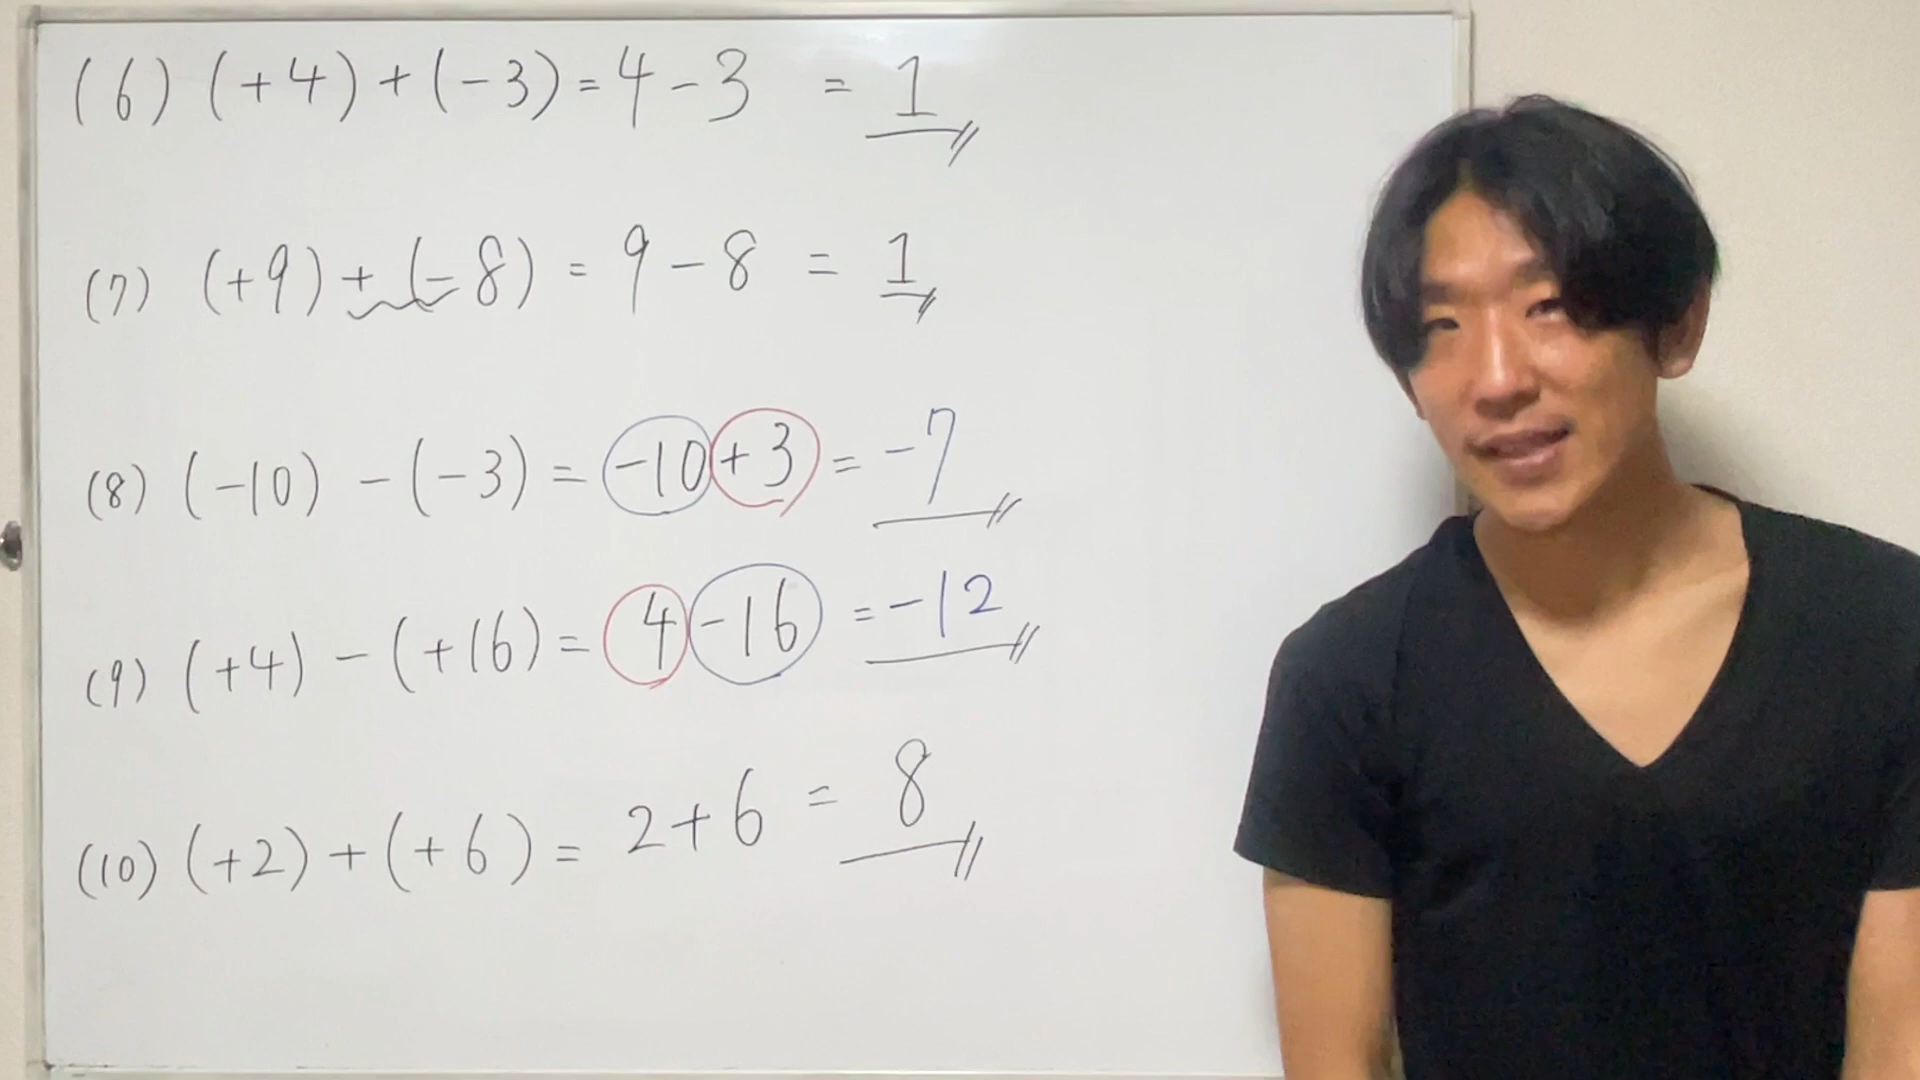 (6) (+4)+(-3)=4-3 =1
(7) (+9)+(-8)=9-8=1
(8) (-10)-(-3)=-10+3=-7
(9) (+4)-(+16)=4-16=-12
(10) (+2)+(+6)=2+6=8